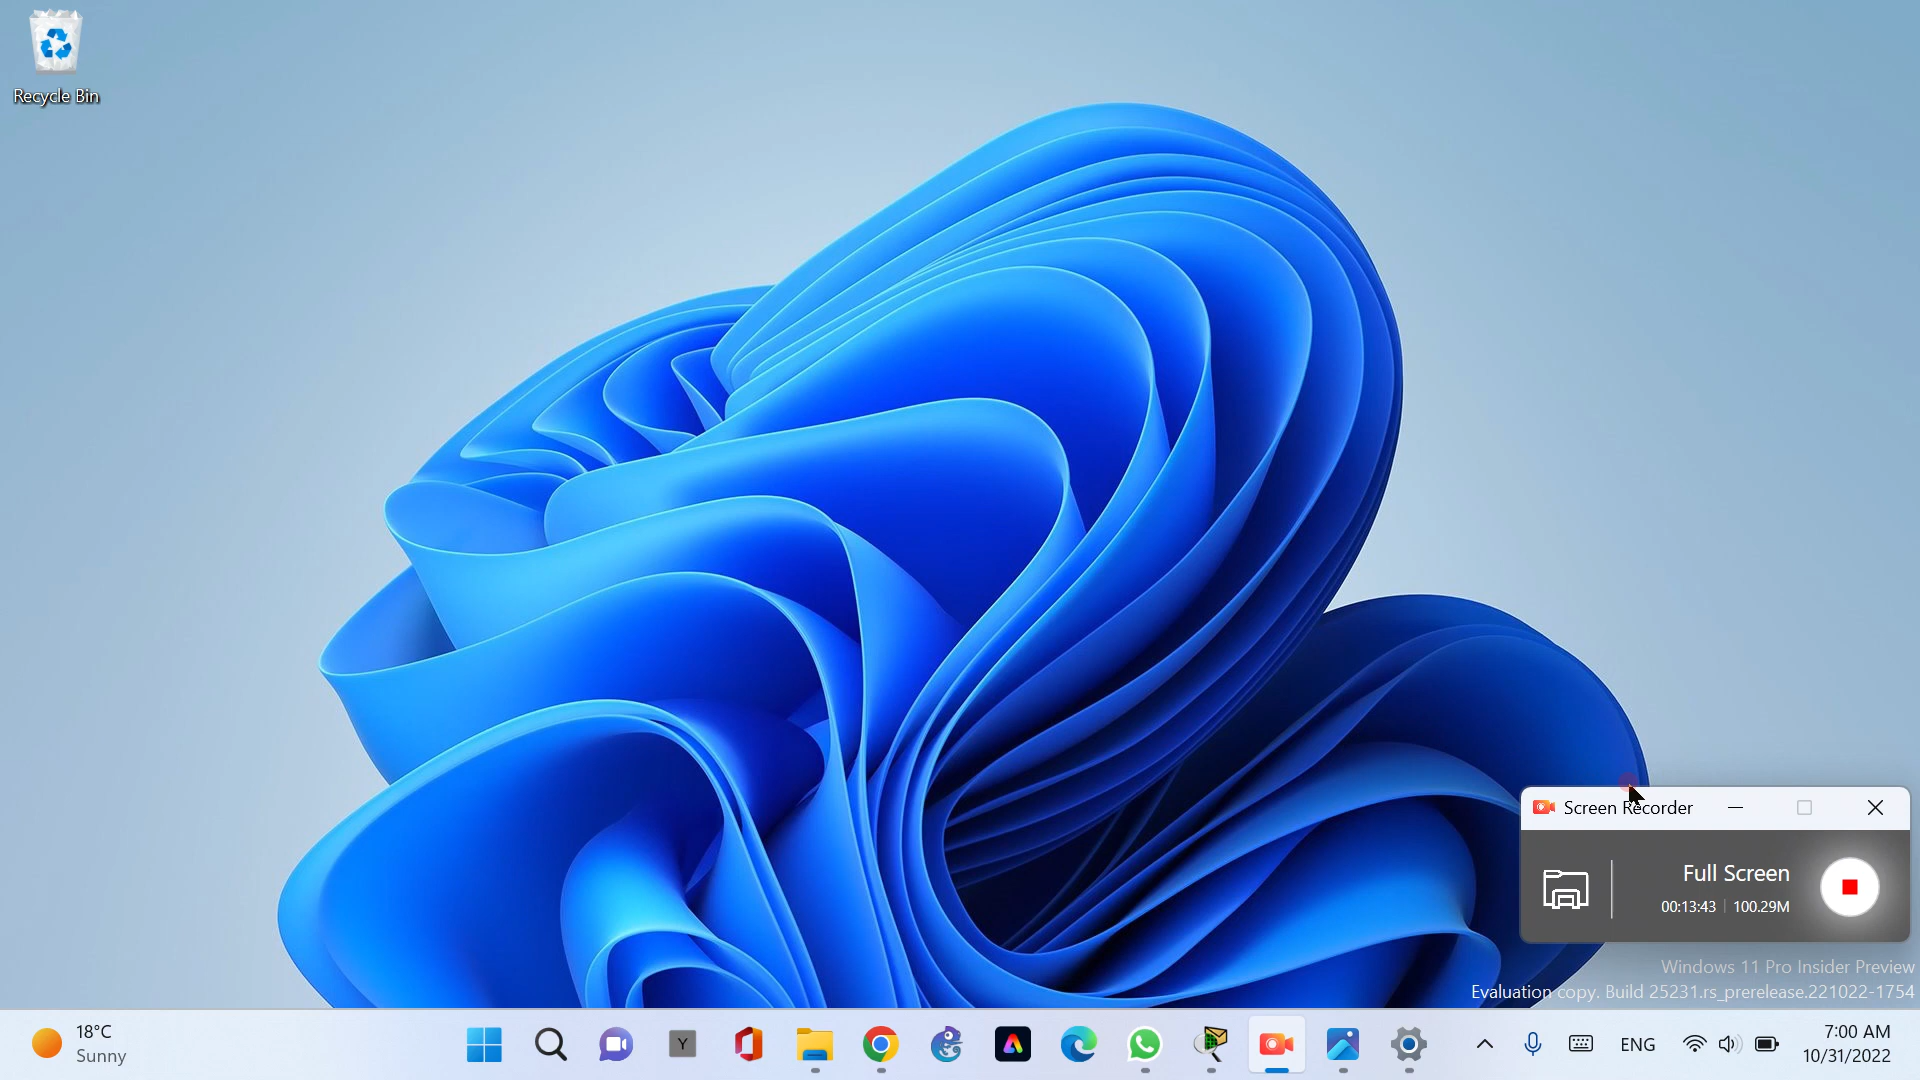 Recycle Bin
Screen Recorder
Full Screen
00:13:43 | 100.29M
Windows 11 Pro Insider Preview
Evaluation copy. Build 25231.rs_prerelease.221022-1754
18°C
Sunny
Y
ENG
7:00 AM
10/31/2022